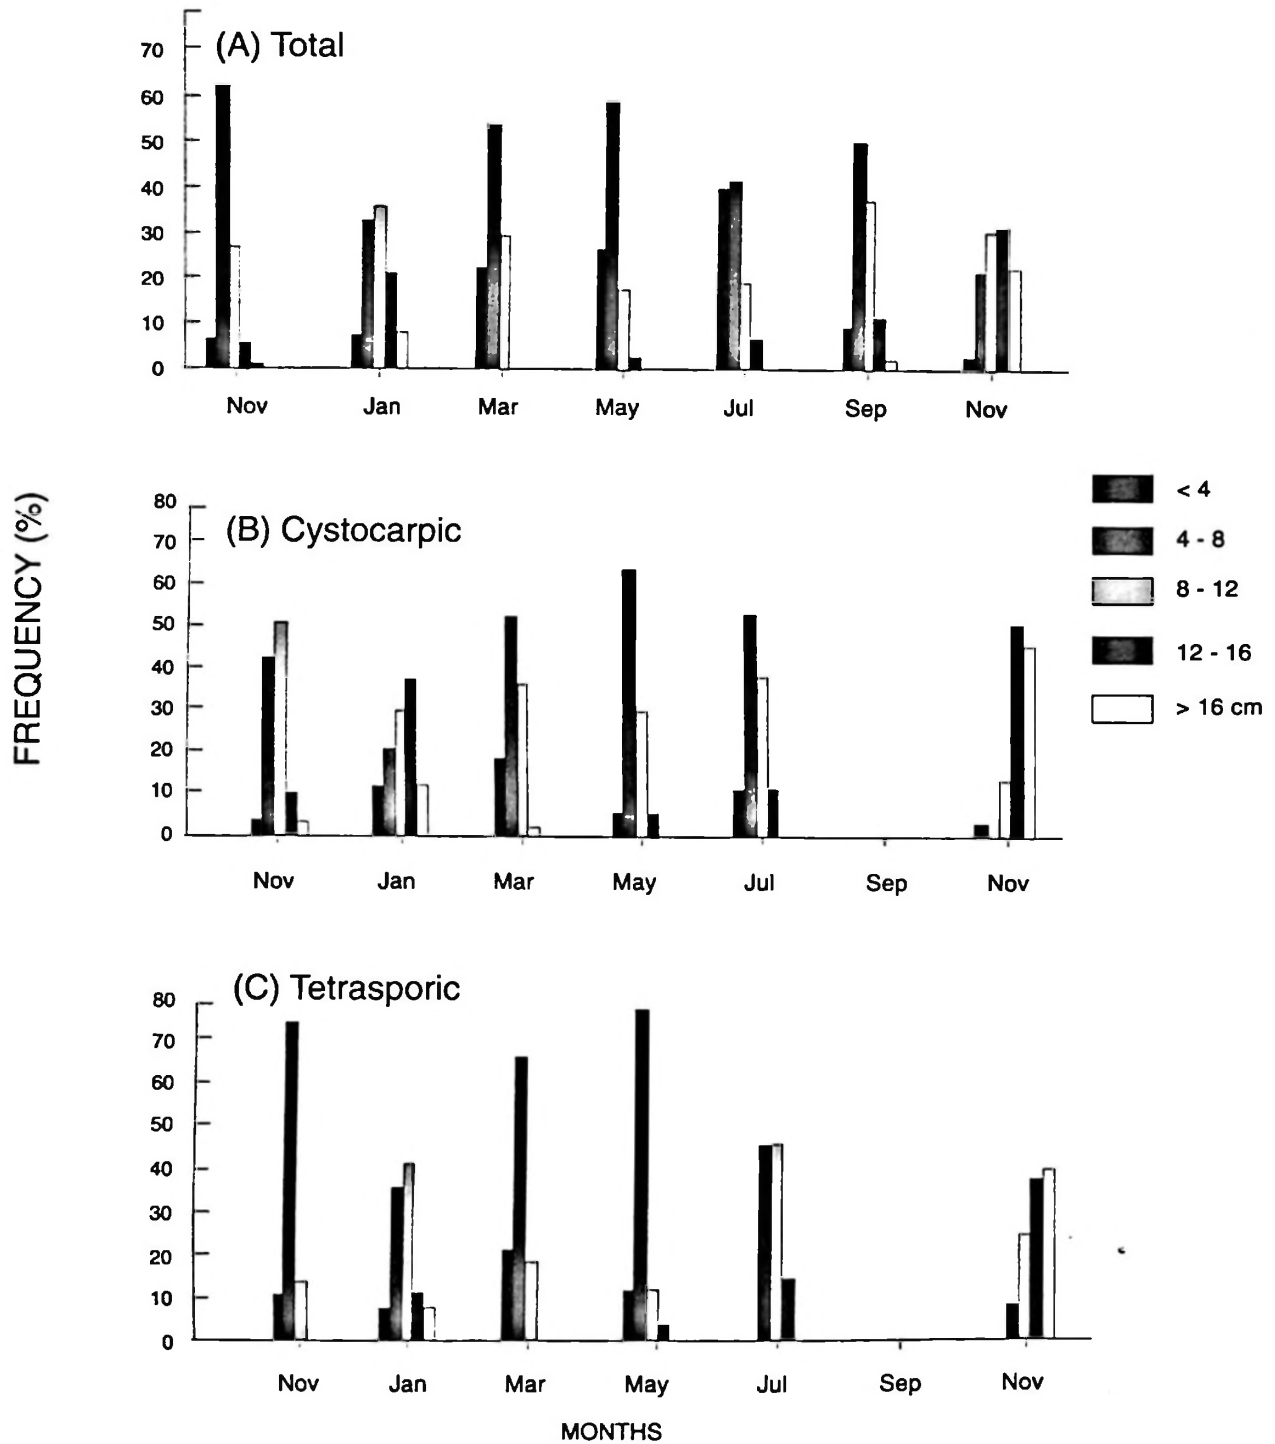 (A) Total
70
60
50
40
30
20
10
0
Nov Jan Mar May Jul Sep Nov
FREQUENCY (%)
(B) Cystocarpic
80
70
60
50
40
30
20
10
0
Nov Jan Mar May Jul Sep Nov
< 4
4 - 8
8 - 12
12 - 16
> 16 cm
(C) Tetrasporic
80
70
60
50
40
30
20
10
0
Nov Jan Mar May Jul Sep Nov
MONTHS